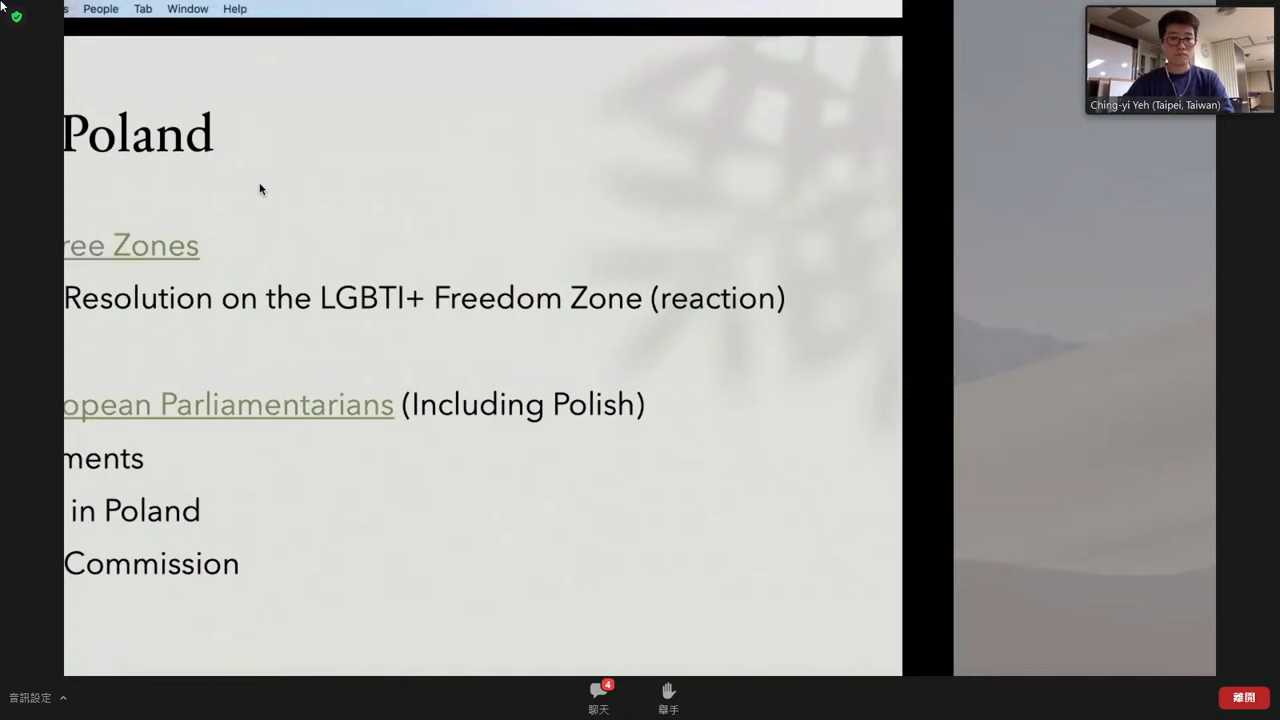 s People Tab Window Help
Ching-yi Yeh (Taipei, Taiwan)
Poland
ree Zones
Resolution on the LGBTI+ Freedom Zone (reaction)
opean Parliamentarians (Including Polish)
ments
in Poland
Commission
音訊設定
4
聊天
舉手
離開